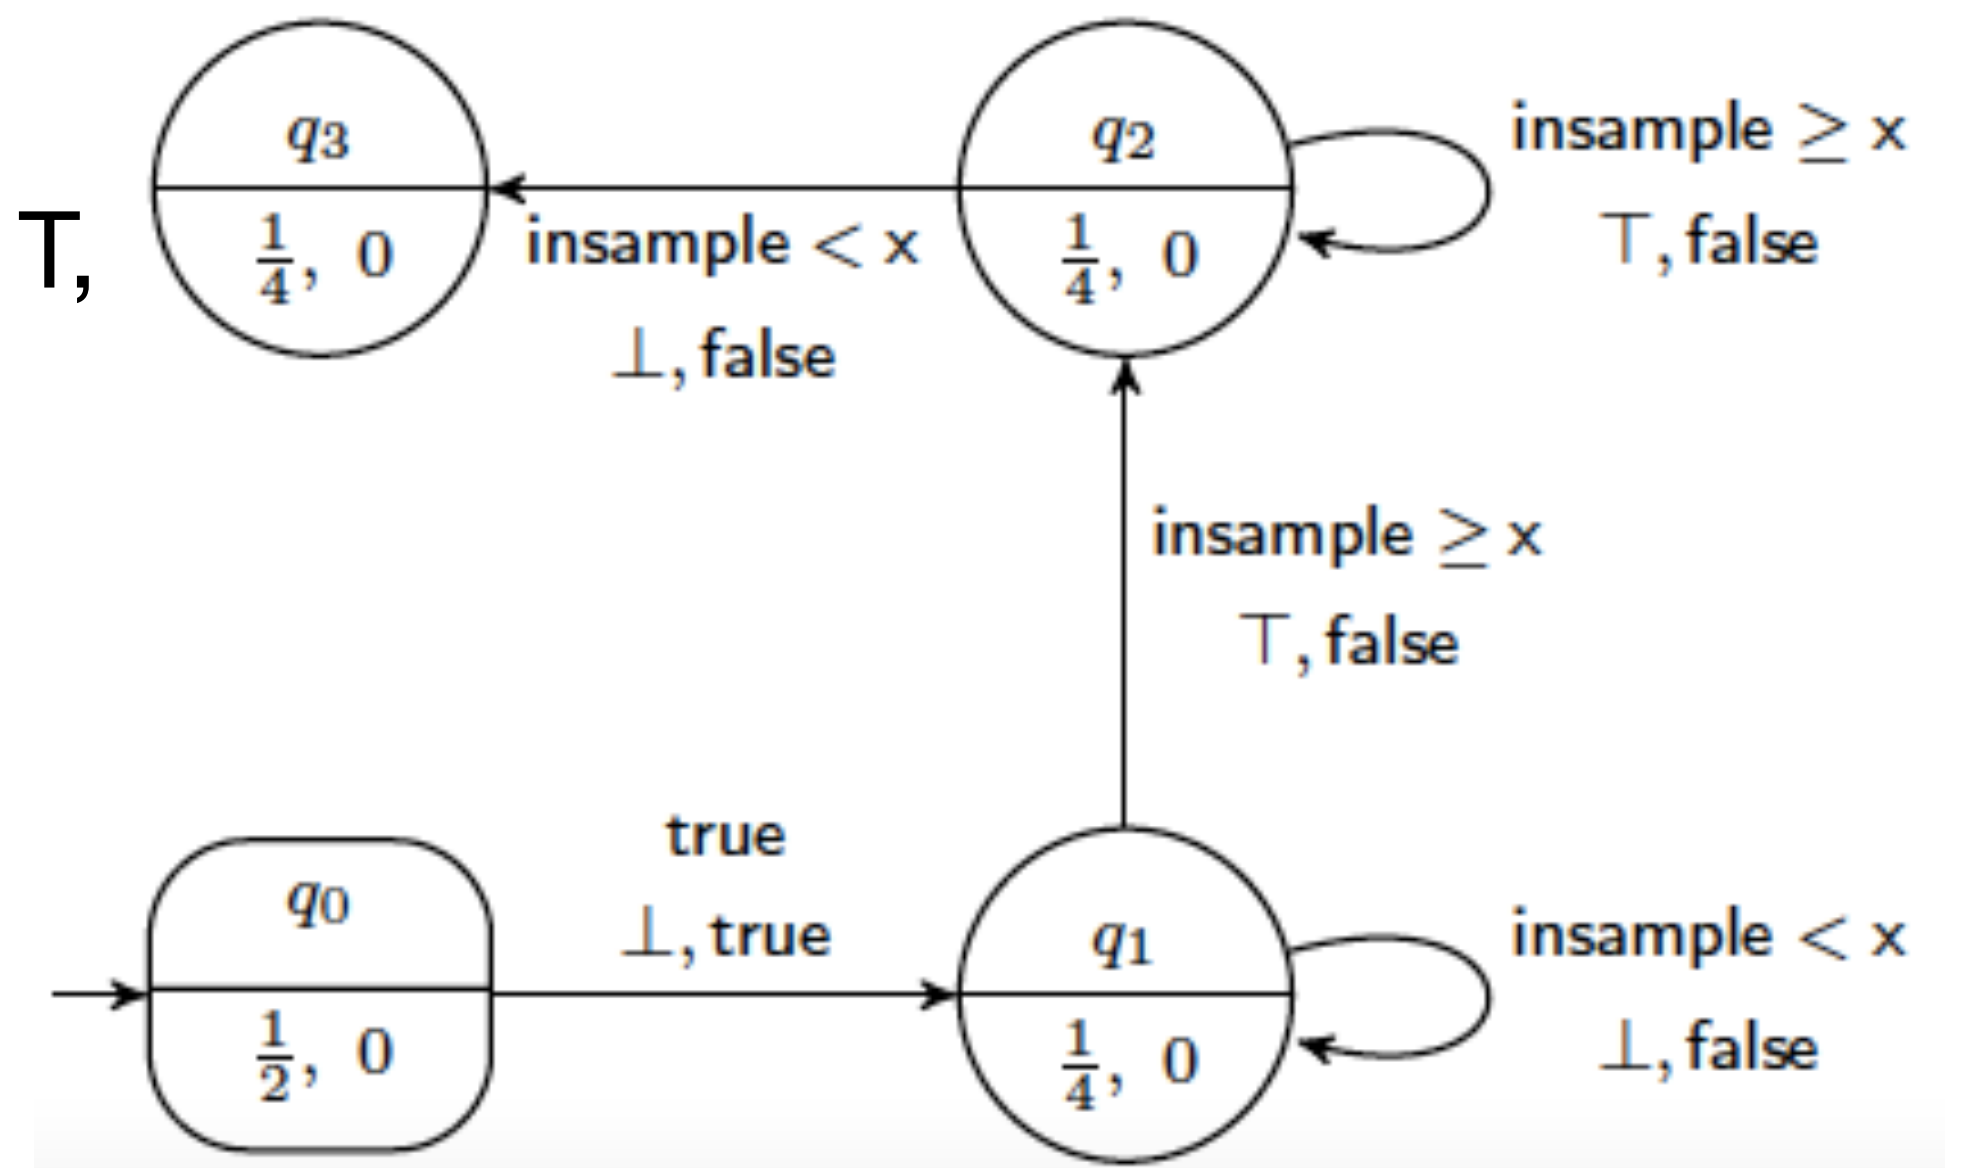 q₃
1/4, 0
T,
insample < x
⊥, false
q₂
1/4, 0
insample ≥ x
⊤, false
insample ≥ x
⊤, false
q₀
1/2, 0
true
⊥, true
q₁
1/4, 0
insample < x
⊥, false